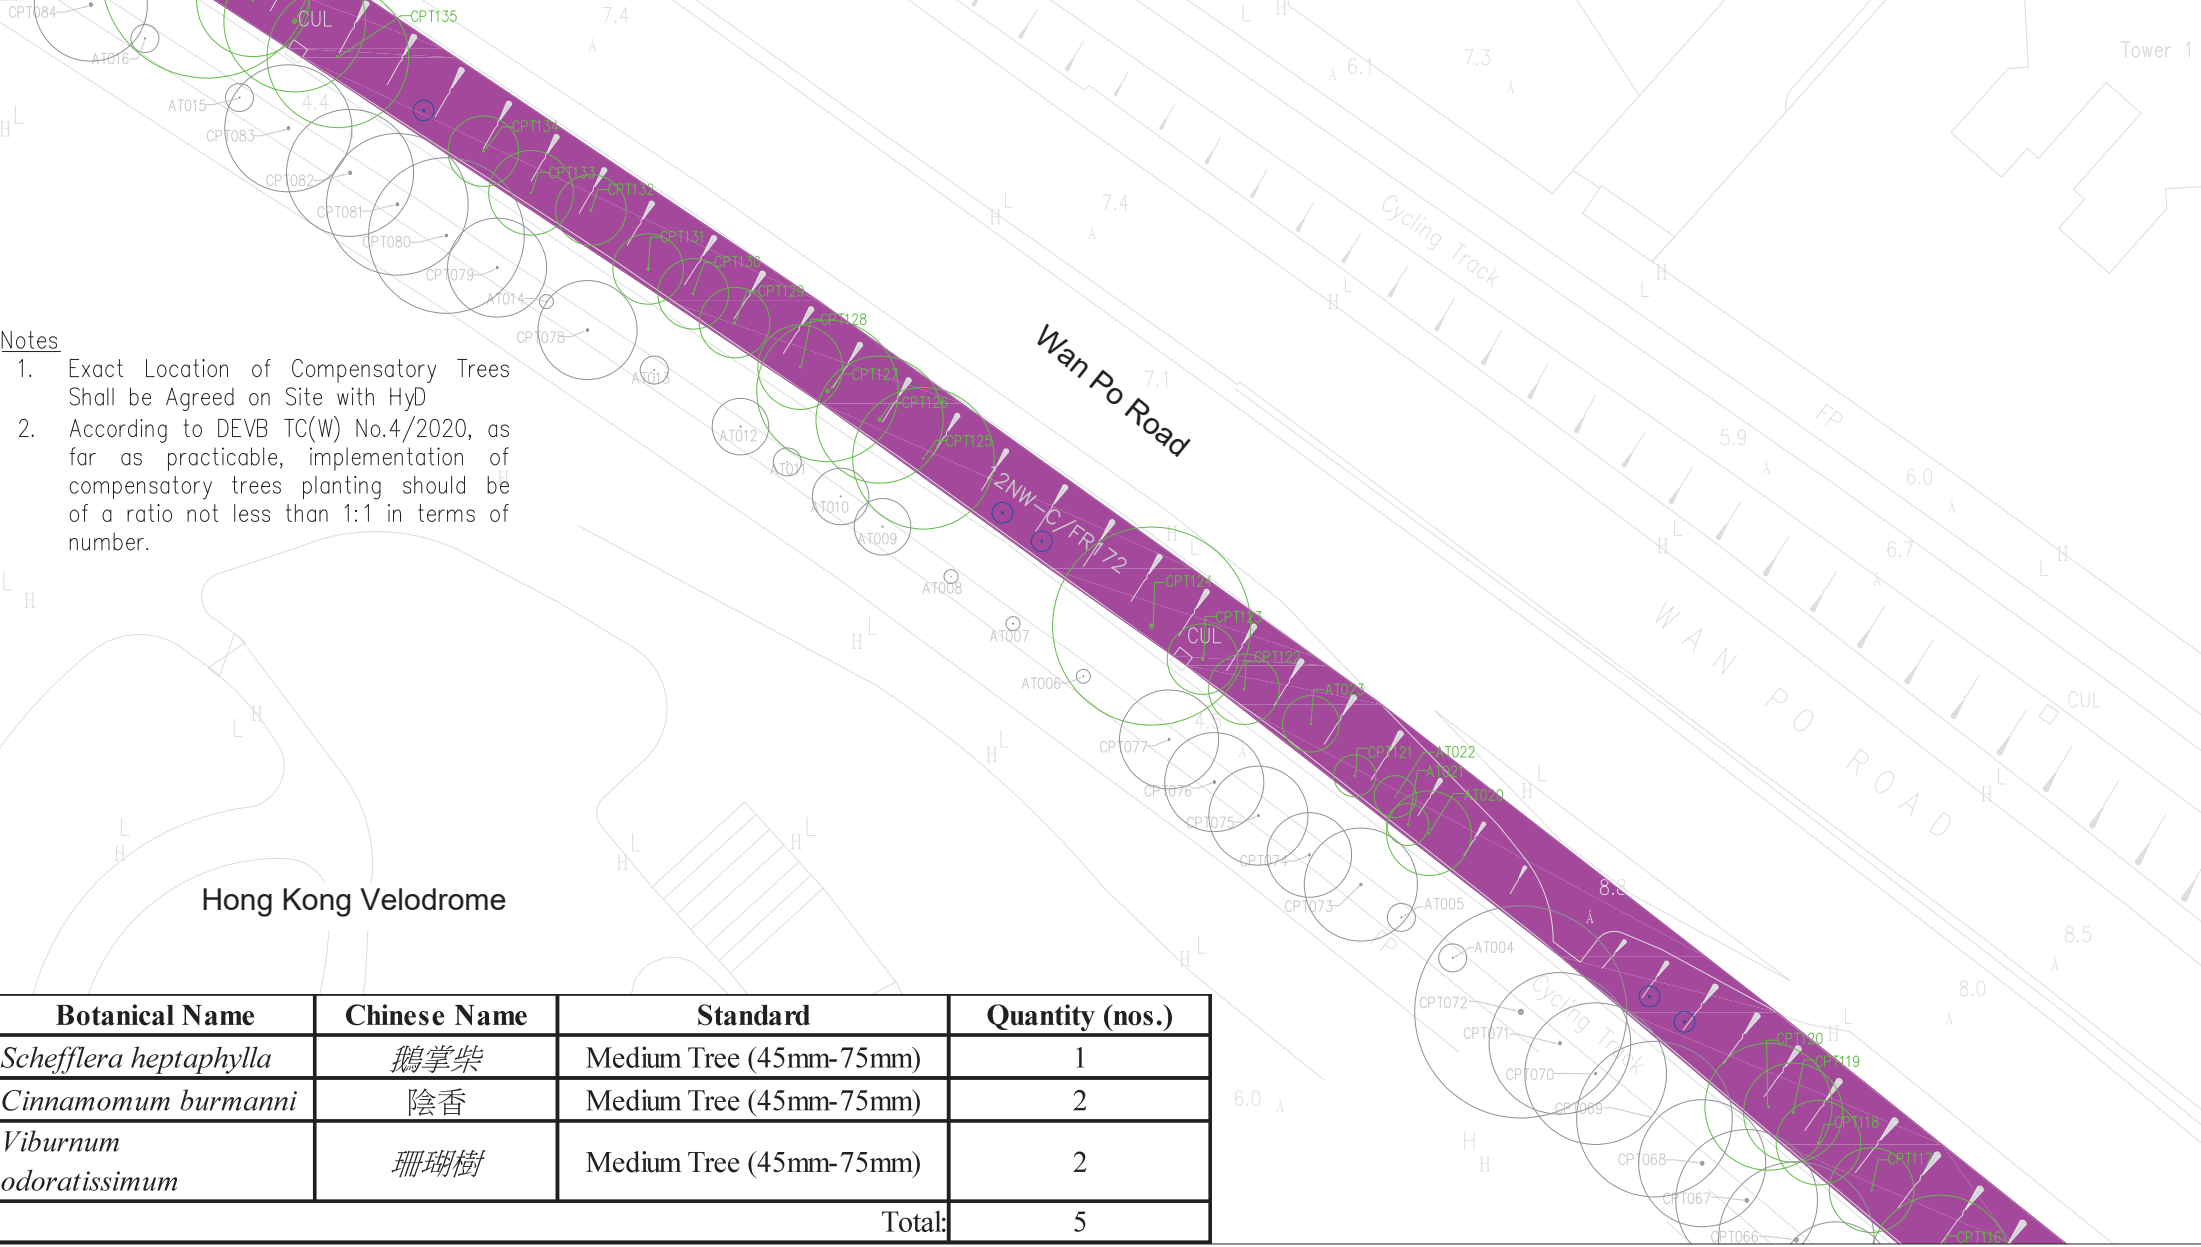 CPT084
CUL
CPT135
7.4
L
H
6.1
7.3
Tower 1
AT016
AT015
4.4
CPT083
H
L
CPT134
CPT133
CPT132
CPT082
CPT081
CPT080
CPT079
CPT131
CPT130
CPT129
CPT128
H
L
7.4
Cycling Track
AT014
CPT078
AT013
CPT127
CPT126
CPT125
Wan Po Road
7.1
H
L
L
H
FP
5.9
6.0
Notes
1. Exact Location of Compensatory Trees
Shall be Agreed on Site with HyD
2. According to DEVB TC(W) No.4/2020, as
far as practicable, implementation of
compensatory trees planting should be
of a ratio not less than 1:1 in terms of
number.
AT012
AT011
AT010
AT009
AT008
AT007
AT006
12NW-C/FR172
H
L
6.7
H
L
L
H
CPT124
CPT123
CUL
CPT122
AT023
WAN PO ROAD
CUL
L
H
H
L
L
H
CPT077
4.5
CPT076
CPT075
CPT074
CPT073
CPT121
AT022
AT021
AT020
L
H
L
H
L
H
L
H
L
H
Hong Kong Velodrome
8.8
AT005
AT004
FP
8.5
8.0
H
L
CPT072
CPT071
CPT070
CPT069
Cycling Track
CPT068
CPT067
CPT066
CPT120
CPT119
CPT118
CPT117
CPT116
L
H
6.0
H
H
Botanical Name Chinese Name Standard Quantity (nos.)
Schefflera heptaphylla 鵝掌柴 Medium Tree (45mm-75mm) 1
Cinnamomum burmanni 陰香 Medium Tree (45mm-75mm) 2
Viburnum
odoratissimum 珊瑚樹 Medium Tree (45mm-75mm) 2
Total: 5